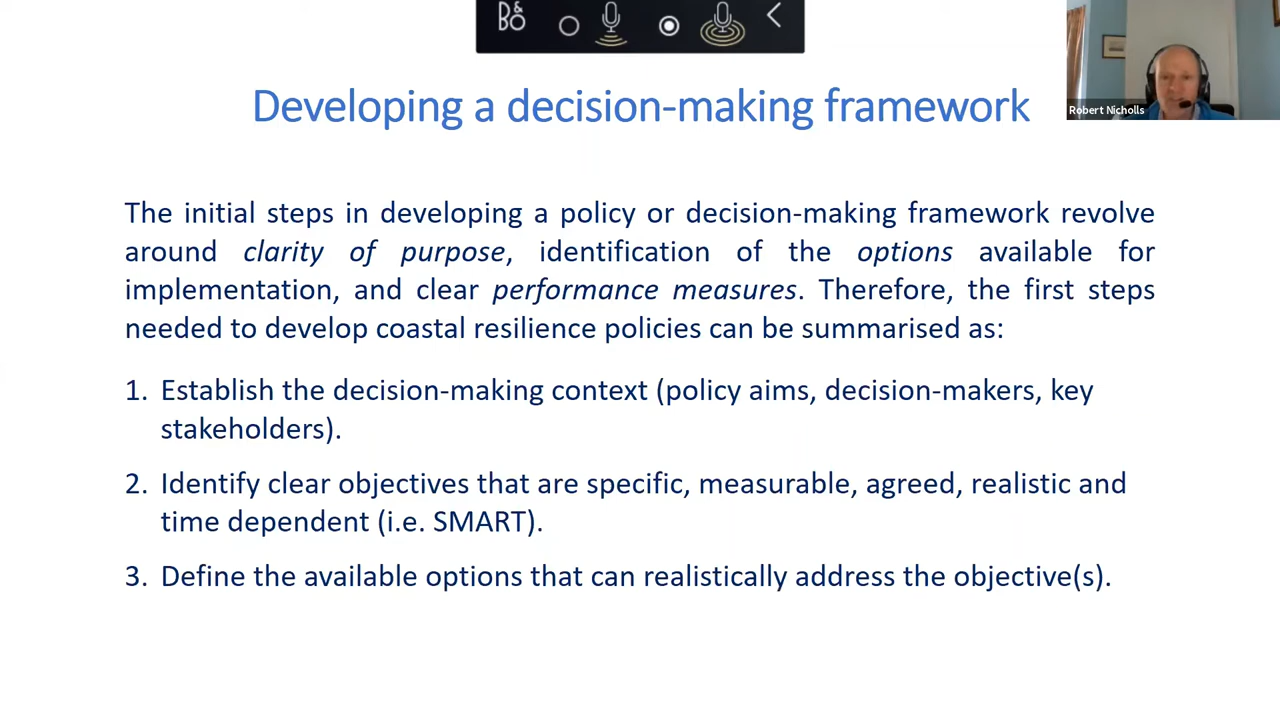 B&O
Developing a decision-making framework
Robert Nicholls
The initial steps in developing a policy or decision-making framework revolve
around clarity of purpose, identification of the options available for
implementation, and clear performance measures. Therefore, the first steps
needed to develop coastal resilience policies can be summarised as:
1. Establish the decision-making context (policy aims, decision-makers, key
stakeholders).
2. Identify clear objectives that are specific, measurable, agreed, realistic and
time dependent (i.e. SMART).
3. Define the available options that can realistically address the objective(s).